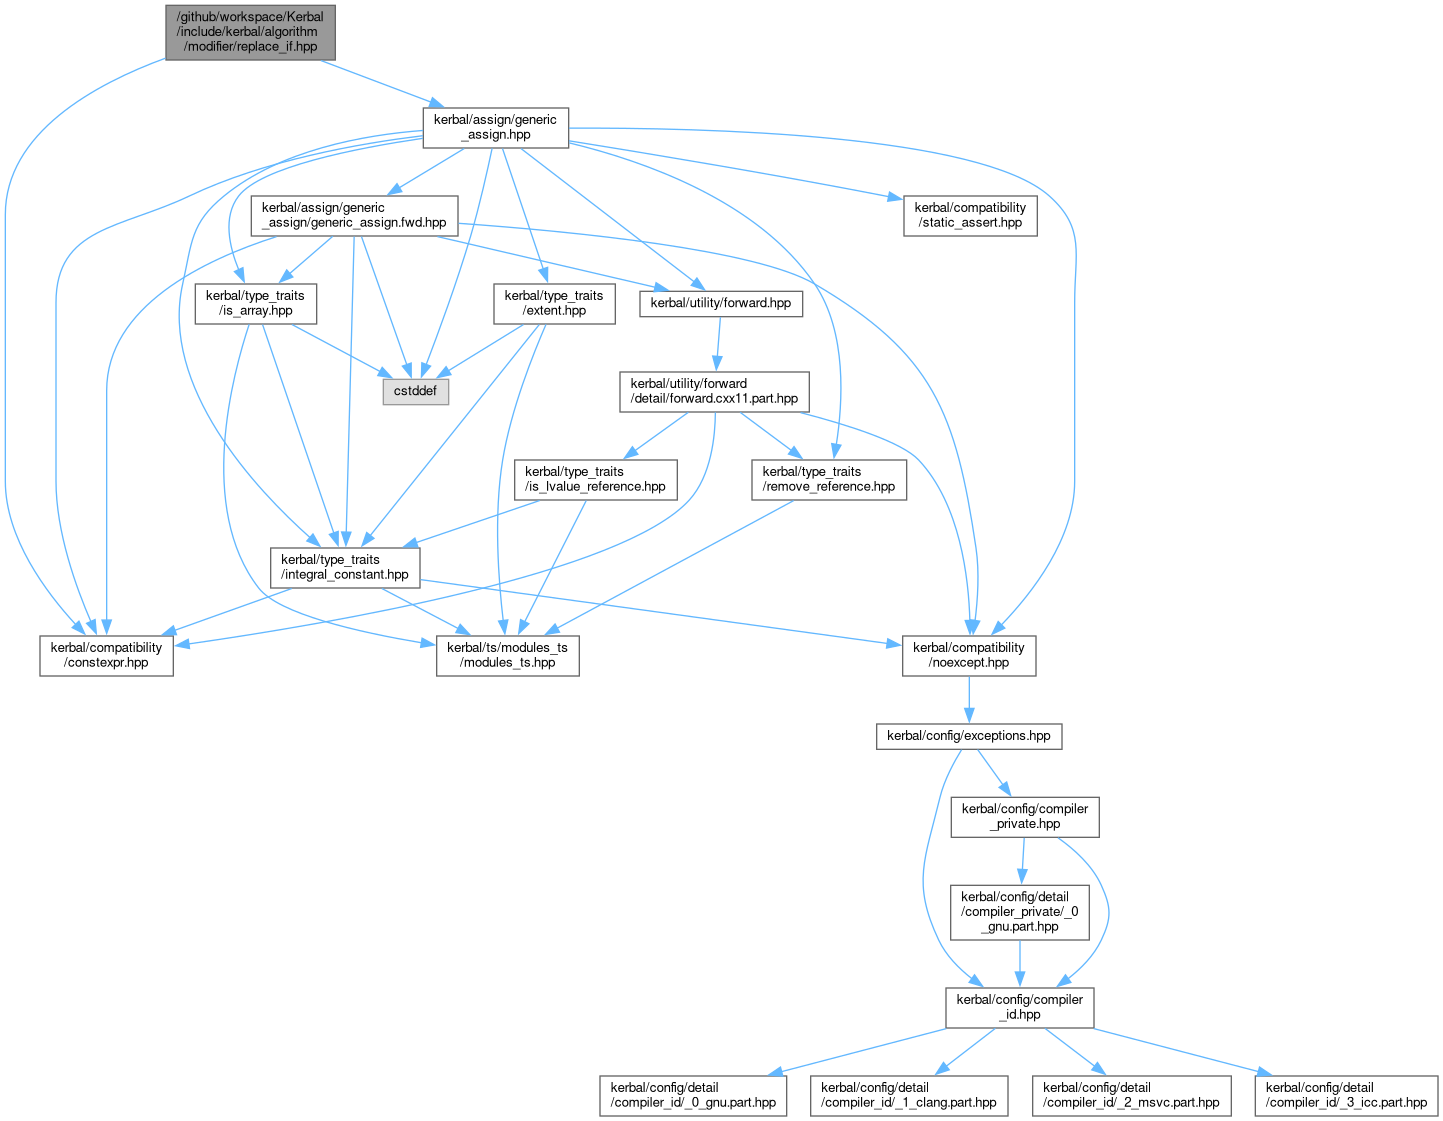 /github/workspace/Kerbal
/include/kerbal/algorithm
/modifier/replace_if.hpp
kerbal/assign/generic
_assign.hpp
kerbal/assign/generic
_assign/generic_assign.fwd.hpp
kerbal/compatibility
/static_assert.hpp
kerbal/type_traits
/is_array.hpp
kerbal/type_traits
/extent.hpp
kerbal/utility/forward.hpp
cstddef
kerbal/utility/forward
/detail/forward.cxx11.part.hpp
kerbal/type_traits
/is_lvalue_reference.hpp
kerbal/type_traits
/remove_reference.hpp
kerbal/type_traits
/integral_constant.hpp
kerbal/compatibility
/constexpr.hpp
kerbal/ts/modules_ts
/modules_ts.hpp
kerbal/compatibility
/noexcept.hpp
kerbal/config/exceptions.hpp
kerbal/config/compiler
_private.hpp
kerbal/config/detail
/compiler_private/_0
_gnu.part.hpp
kerbal/config/compiler
_id.hpp
kerbal/config/detail
/compiler_id/_0_gnu.part.hpp
kerbal/config/detail
/compiler_id/_1_clang.part.hpp
kerbal/config/detail
/compiler_id/_2_msvc.part.hpp
kerbal/config/detail
/compiler_id/_3_icc.part.hpp